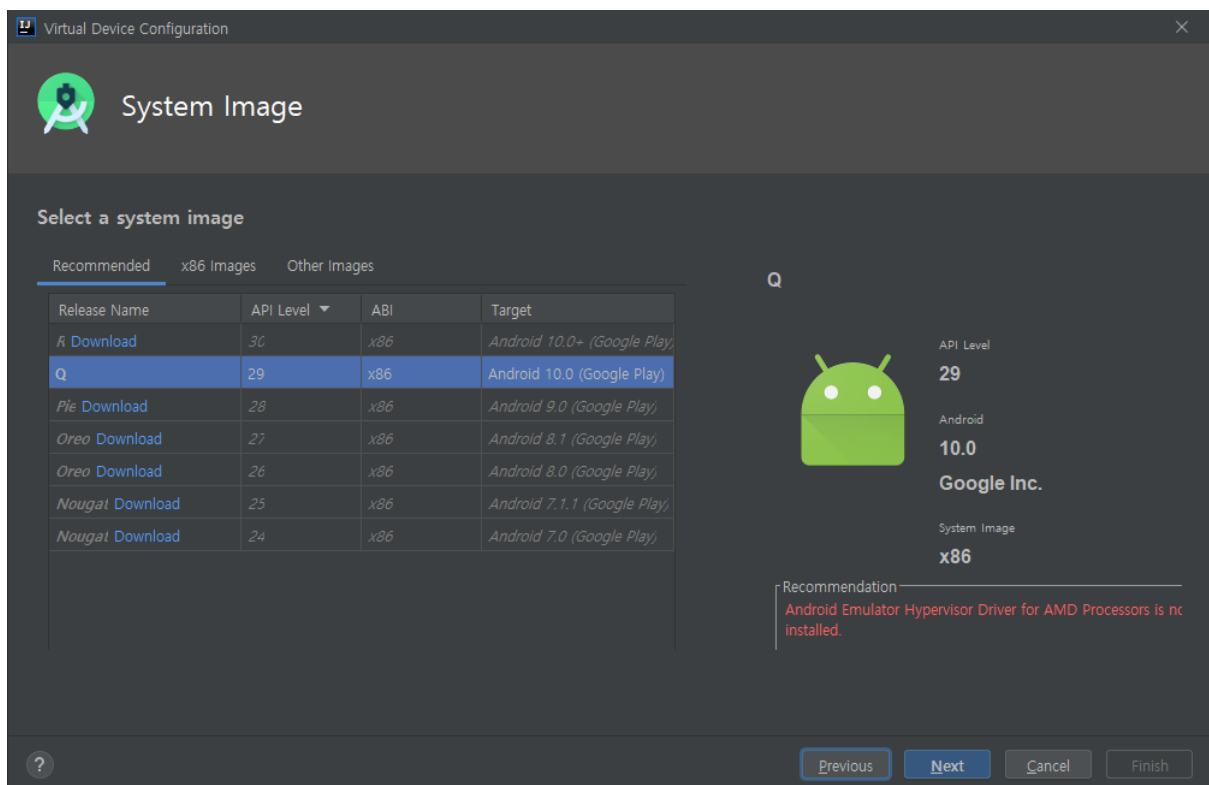 IJ
Virtual Device Configuration
System Image
Select a system image
Recommended x86 Images Other Images
Release Name API Level ABI Target
R Download 30 x86 Android 10.0+ (Google Play)
Q 29 x86 Android 10.0 (Google Play)
Pie Download 28 x86 Android 9.0 (Google Play)
Oreo Download 27 x86 Android 8.1 (Google Play)
Oreo Download 26 x86 Android 8.0 (Google Play)
Nougat Download 25 x86 Android 7.1.1 (Google Play)
Nougat Download 24 x86 Android 7.0 (Google Play)
Q
API Level
29
Android
10.0
Google Inc.
System Image
x86
Recommendation
Android Emulator Hypervisor Driver for AMD Processors is
installed.
?
Previous Next Cancel Finish